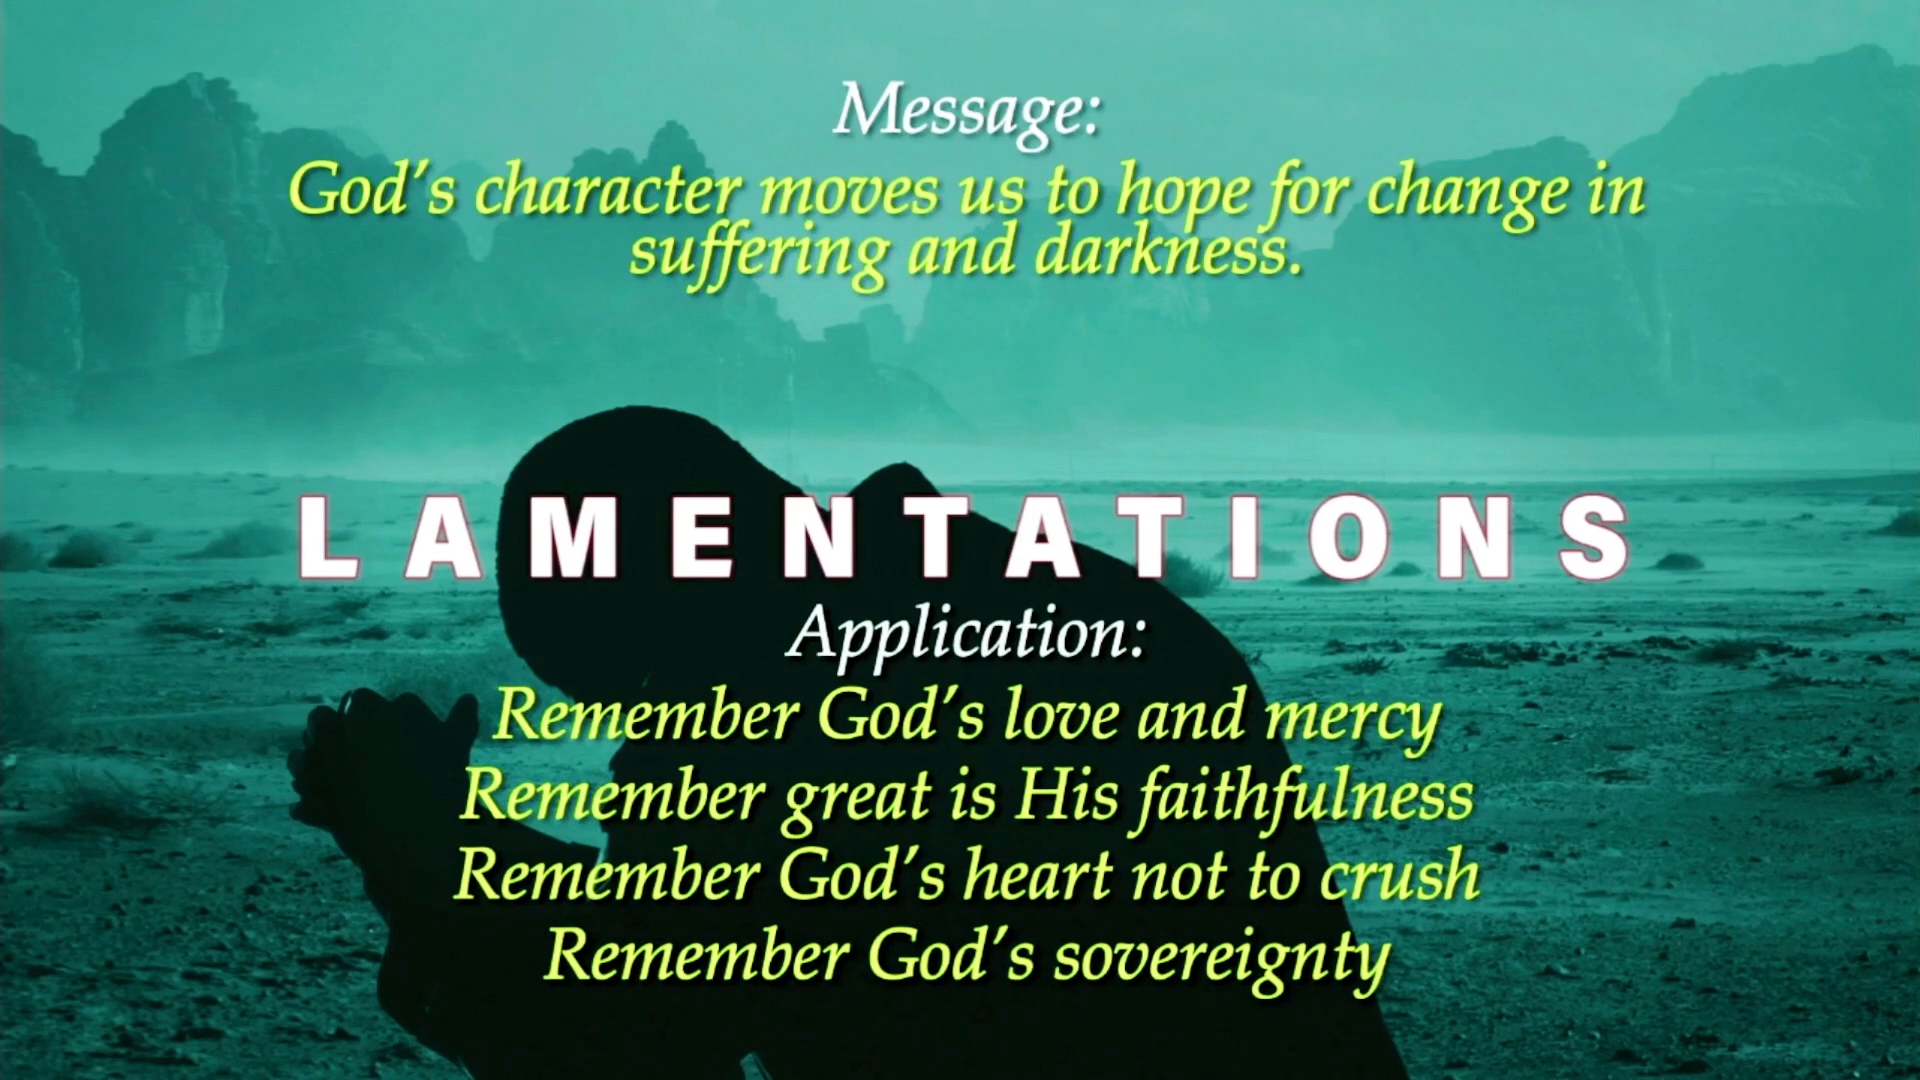 Message:
God's character moves us to hope for change in
suffering and darkness.
LAMENTATIONS
Application:
Remember God's love and mercy
Remember great is His faithfulness
Remember God's heart not to crush
Remember God's sovereignty